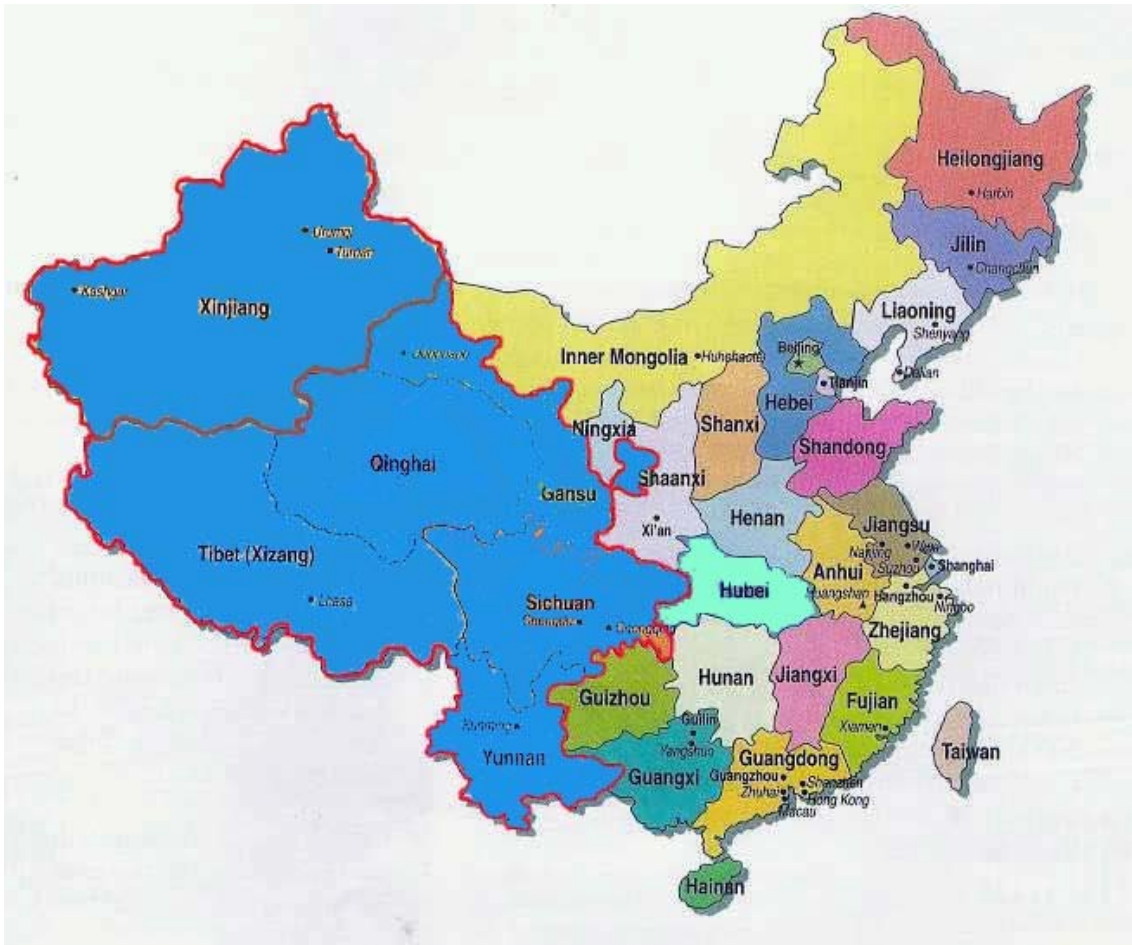 Heilongjiang
Harbin
Jilin
Changchun
Xinjiang
Kashgar
Liaoning
Shenyang
Dalian
Inner Mongolia
Beijing
Tianjin
Hebei
Ningxia
Shanxi
Shandong
Qinghai
Gansu
Shaanxi
Xi'an
Henan
Jiangsu
Nanjing
Suzhou
Shanghai
Tibet (Xizang)
Lhasa
Sichuan
Hubei
Anhui
Huangshan
Hangzhou
Ningbo
Zhejiang
Guizhou
Hunan
Jiangxi
Fujian
Xiamen
Kunming
Yunnan
Guilin
Yangshuo
Guangxi
Guangdong
Guangzhou
Shenzhen
Zhuhai
Hong Kong
Macau
Taiwan
Hainan